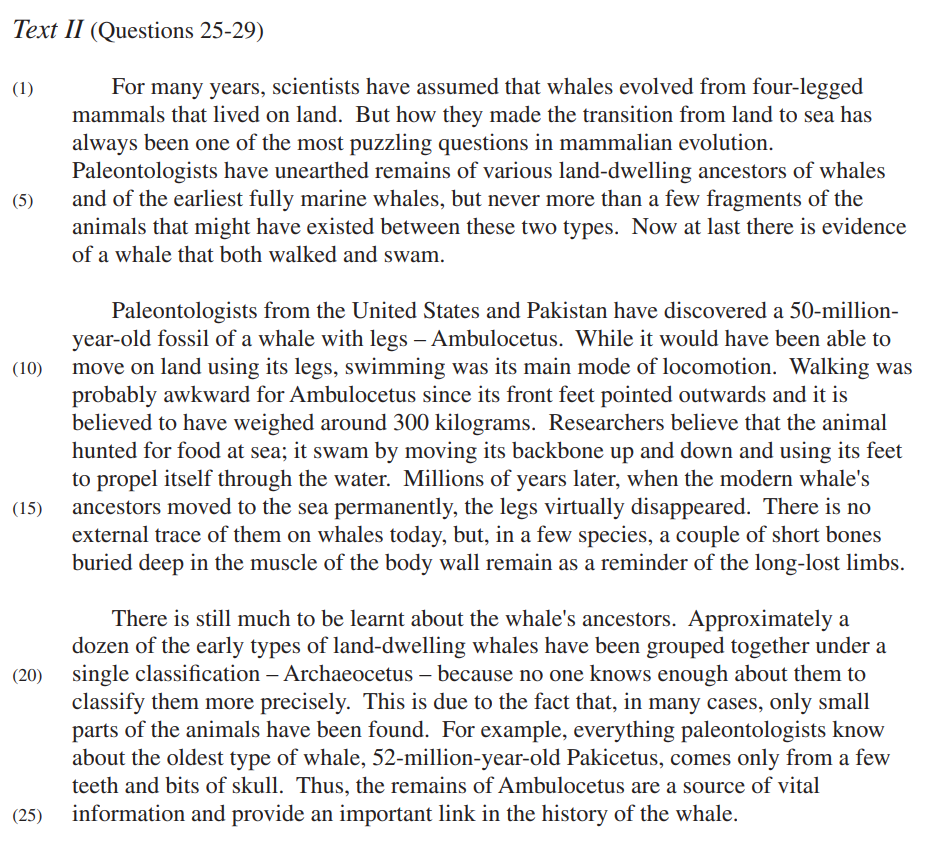 Text II (Questions 25-29)
(1) For many years, scientists have assumed that whales evolved from four-legged
mammals that lived on land. But how they made the transition from land to sea has
always been one of the most puzzling questions in mammalian evolution.
Paleontologists have unearthed remains of various land-dwelling ancestors of whales
(5) and of the earliest fully marine whales, but never more than a few fragments of the
animals that might have existed between these two types. Now at last there is evidence
of a whale that both walked and swam.
Paleontologists from the United States and Pakistan have discovered a 50-million-
year-old fossil of a whale with legs – Ambulocetus. While it would have been able to
(10) move on land using its legs, swimming was its main mode of locomotion. Walking was
probably awkward for Ambulocetus since its front feet pointed outwards and it is
believed to have weighed around 300 kilograms. Researchers believe that the animal
hunted for food at sea; it swam by moving its backbone up and down and using its feet
to propel itself through the water. Millions of years later, when the modern whale's
(15) ancestors moved to the sea permanently, the legs virtually disappeared. There is no
external trace of them on whales today, but, in a few species, a couple of short bones
buried deep in the muscle of the body wall remain as a reminder of the long-lost limbs.
There is still much to be learnt about the whale's ancestors. Approximately a
dozen of the early types of land-dwelling whales have been grouped together under a
(20) single classification – Archaeocetus – because no one knows enough about them to
classify them more precisely. This is due to the fact that, in many cases, only small
parts of the animals have been found. For example, everything paleontologists know
about the oldest type of whale, 52-million-year-old Pakicetus, comes only from a few
teeth and bits of skull. Thus, the remains of Ambulocetus are a source of vital
(25) information and provide an important link in the history of the whale.